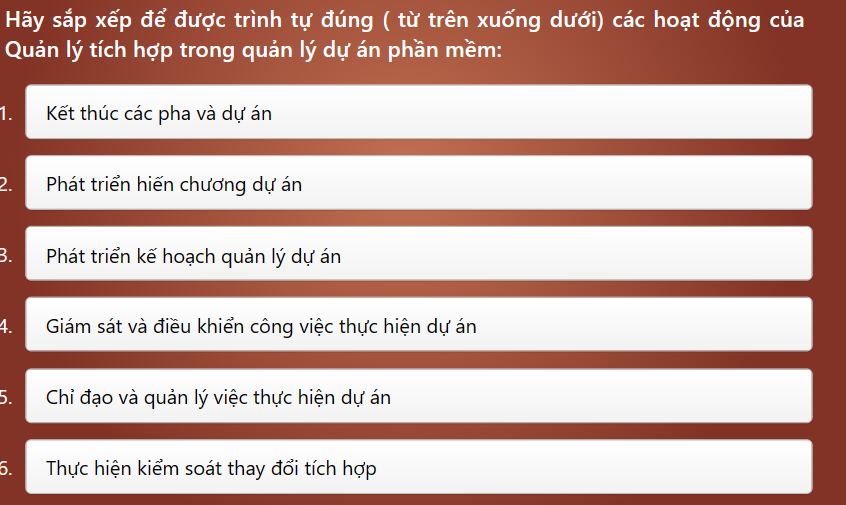 Hãy sắp xếp để được trình tự đúng ( từ trên xuống dưới) các hoạt động của
Quản lý tích hợp trong quản lý dự án phần mềm:
1. Kết thúc các pha và dự án
2. Phát triển hiến chương dự án
3. Phát triển kế hoạch quản lý dự án
4. Giám sát và điều khiển công việc thực hiện dự án
5. Chỉ đạo và quản lý việc thực hiện dự án
6. Thực hiện kiểm soát thay đổi tích hợp